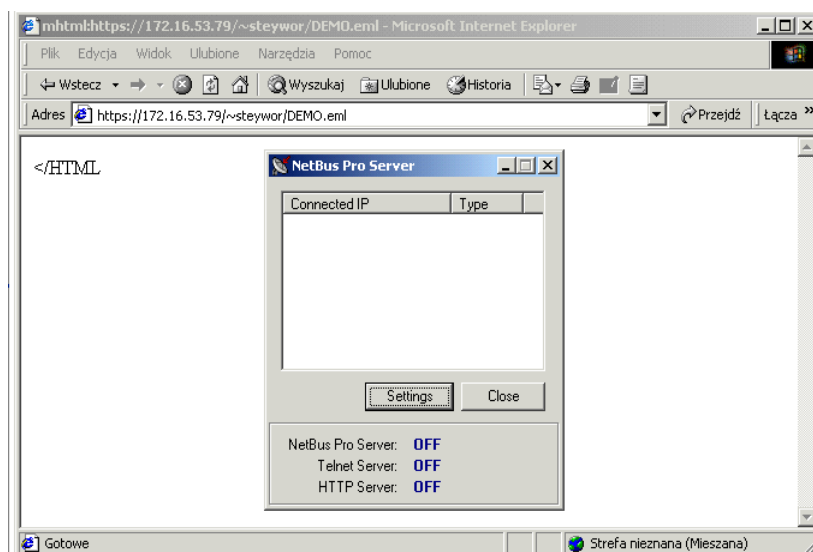 mhtml:https://172.16.53.79/~steywor/DEMO.eml - Microsoft Internet Explorer
Plik Edycja Widok Ulubione Narzędzia Pomoc
Wstecz Wyszukaj Ulubione Historia
Adres https://172.16.53.79/~steywor/DEMO.eml Przejdź Łącza »
</HTML
NetBus Pro Server
Connected IP Type
Settings Close
NetBus Pro Server: OFF
Telnet Server: OFF
HTTP Server: OFF
Gotowe Strefa nieznana (Mieszana)